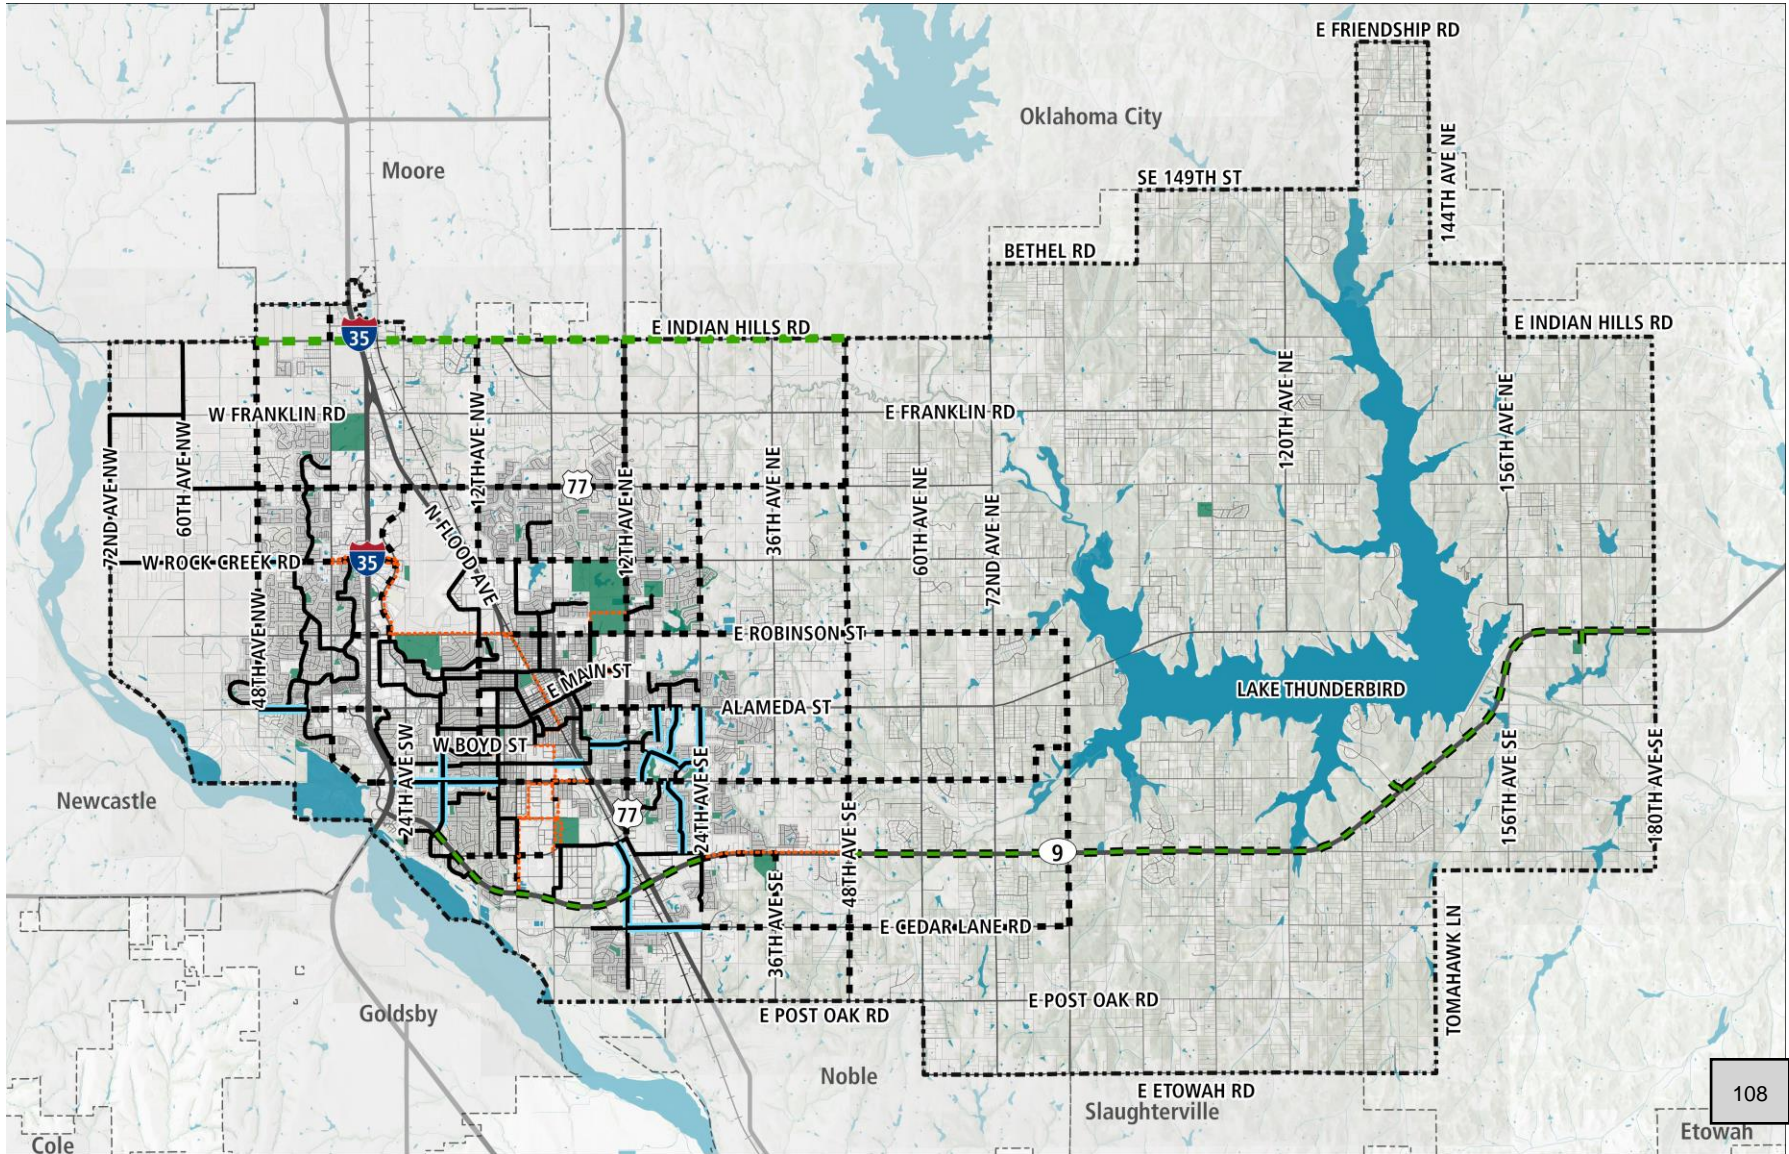 E FRIENDSHIP RD
Oklahoma City
Moore
SE 149TH ST
144TH AVE NE
BETHEL RD
35
E INDIAN HILLS RD
E INDIAN HILLS RD
W FRANKLIN RD
E FRANKLIN RD
72ND AVE NW
60TH AVE NW
12TH AVE NW
77
12TH AVE NE
36TH AVE NE
60TH AVE NE
72ND AVE NE
120TH AVE NE
156TH AVE NE
N FLOOD AVE
W ROCK CREEK RD
35
48TH AVE NW
E ROBINSON ST
E MAIN ST
LAKE THUNDERBIRD
ALAMEDA ST
W BOYD ST
24TH AVE SW
24TH AVE SE
156TH AVE SE
180TH AVE SE
Newcastle
77
48TH AVE SE
9
36TH AVE SE
E CEDAR LANE RD
TOMAHAWK LN
Goldsby
E POST OAK RD
E POST OAK RD
Noble
E ETOWAH RD
Slaughterville
108
Etowah
Cole